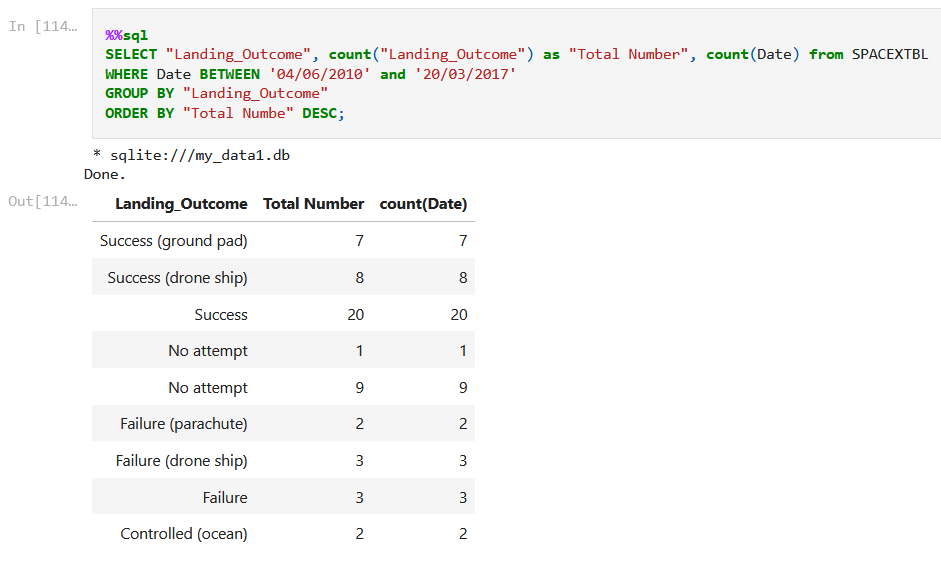 In [114…
%%sql
SELECT "Landing_Outcome", count("Landing_Outcome") as "Total Number", count(Date) from SPACEXTBL
WHERE Date BETWEEN '04/06/2010' and '20/03/2017'
GROUP BY "Landing_Outcome"
ORDER BY "Total Numbe" DESC;
* sqlite:///my_data1.db
Done.
Out[114…
Landing_Outcome Total Number count(Date)
Success (ground pad) 7 7
Success (drone ship) 8 8
Success 20 20
No attempt 1 1
No attempt 9 9
Failure (parachute) 2 2
Failure (drone ship) 3 3
Failure 3 3
Controlled (ocean) 2 2